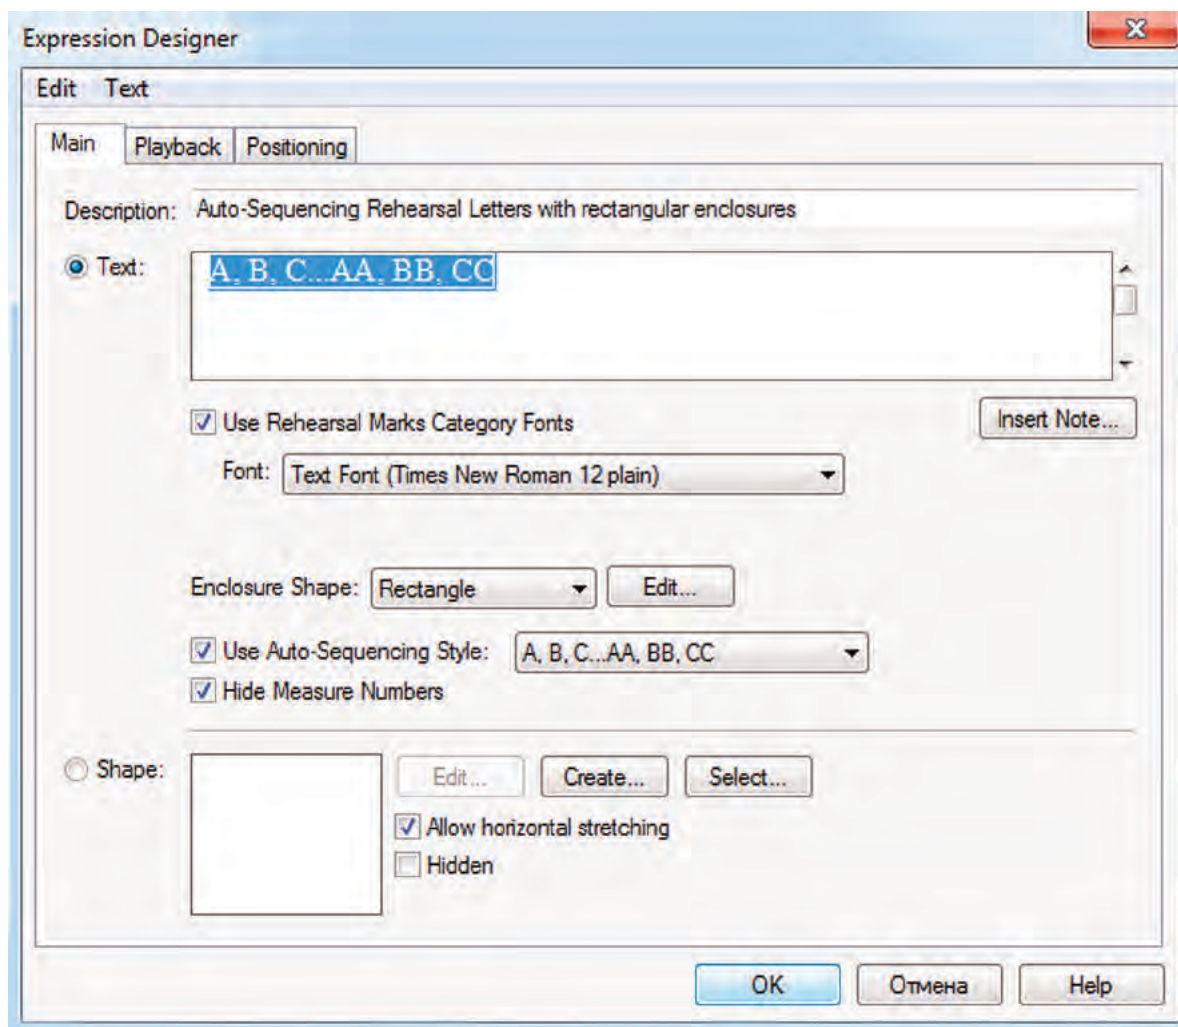 Expression Designer
Edit Text
Main Playback Positioning
Description: Auto-Sequencing Rehearsal Letters with rectangular enclosures
Text: A, B, C...AA, BB, CC
Use Rehearsal Marks Category Fonts Insert Note...
Font: Text Font (Times New Roman 12 plain)
Enclosure Shape: Rectangle Edit...
Use Auto-Sequencing Style: A, B, C...AA, BB, CC
Hide Measure Numbers
Shape: Edit... Create... Select...
Allow horizontal stretching
Hidden
OK Отмена Help